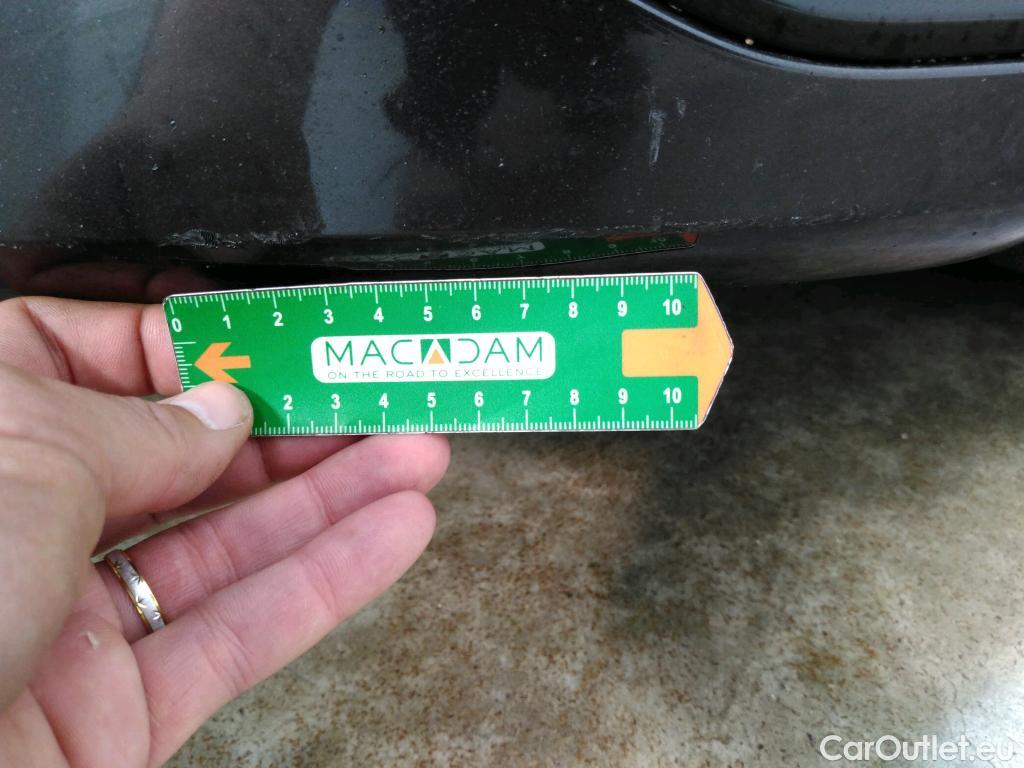 0 1 2 3 4 5 6 7 8 9 10
MACADAM
ON THE ROAD TO EXCELLENCE
2 3 4 5 6 7 8 9 10
CarOutlet.eu